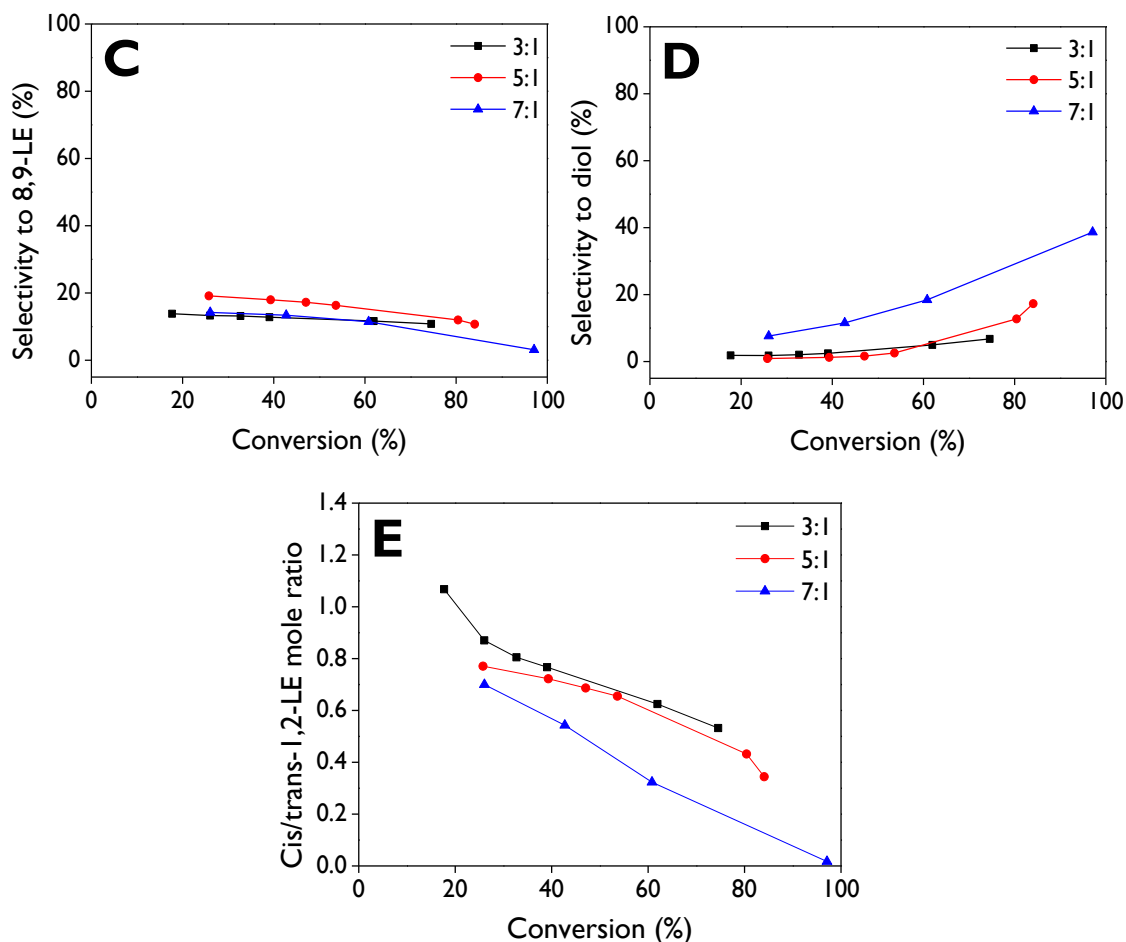 C
3:1
5:1
7:1
Selectivity to 8,9-LE (%)
100
80
60
40
20
0
0 20 40 60 80 100
Conversion (%)
D
3:1
5:1
7:1
Selectivity to diol (%)
100
80
60
40
20
0
0 20 40 60 80 100
Conversion (%)
E
3:1
5:1
7:1
Cis/trans-1,2-LE mole ratio
1.4
1.2
1.0
0.8
0.6
0.4
0.2
0.0
0 20 40 60 80 100
Conversion (%)